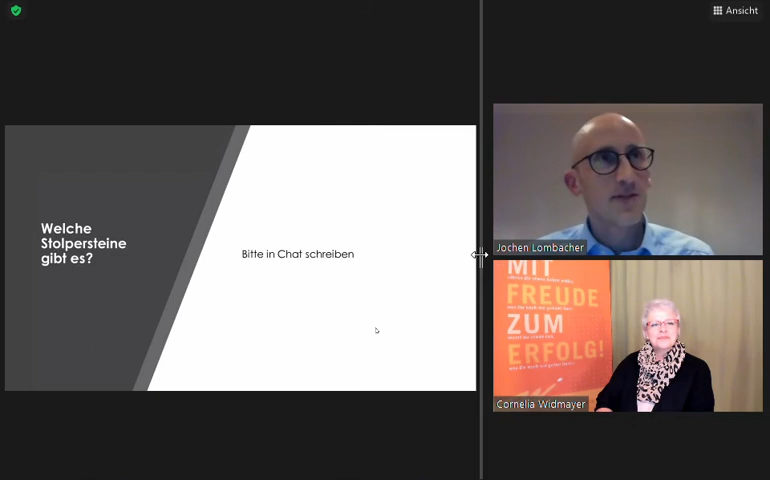 Ansicht
Welche
Stolpersteine
gibt es?
Bitte in Chat schreiben
Jochen Lombacher
MIT
FREUDE
ZUM
ERFOLG!
Cornelia Widmayer